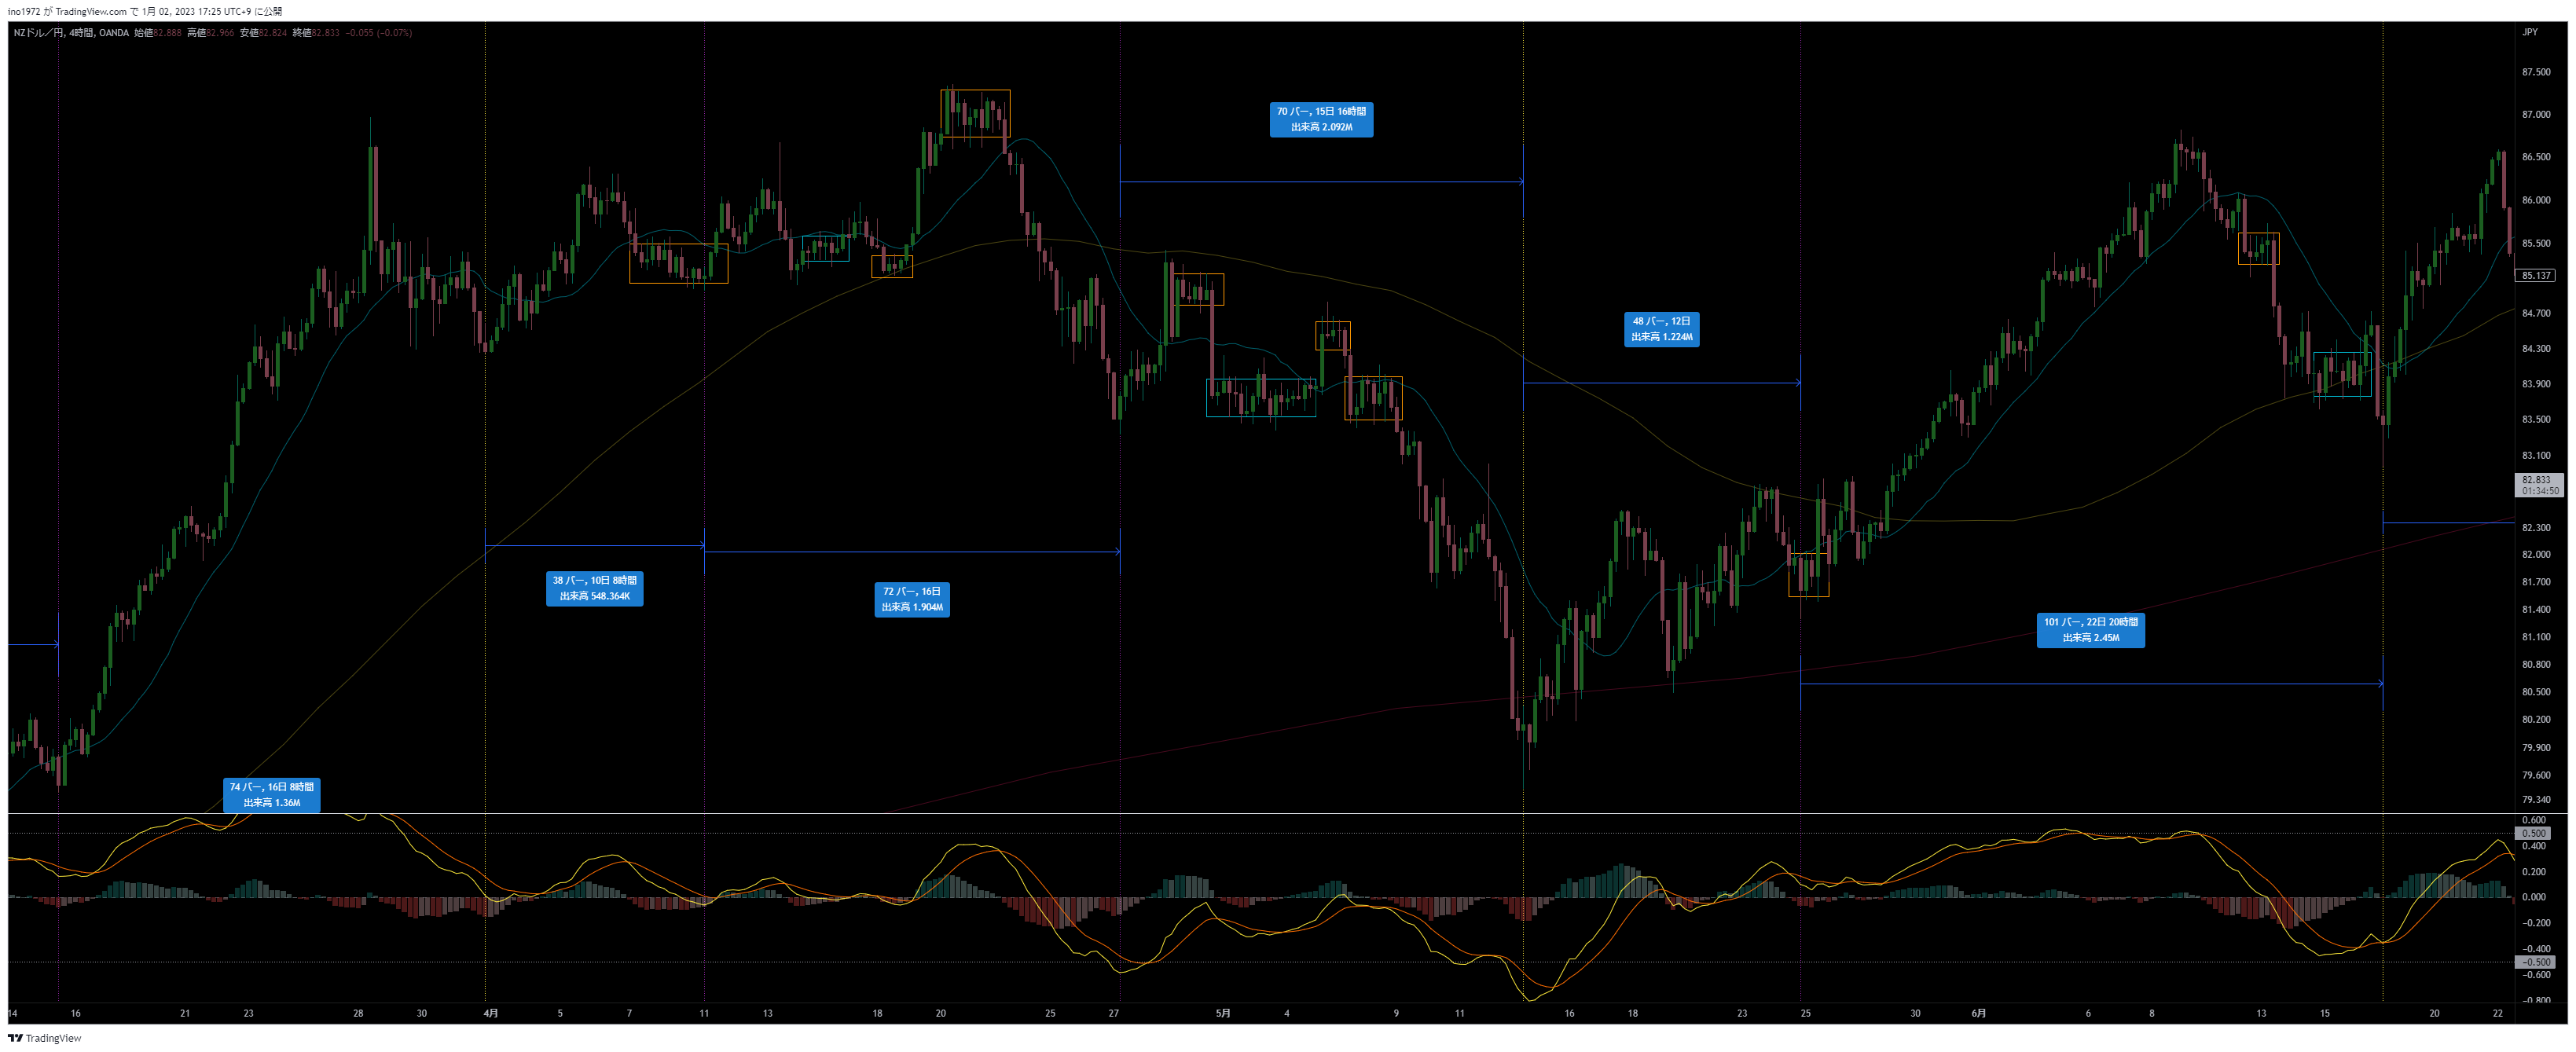 ino1972 が TradingView.com で 1月 02, 2023 17:25 UTC+9 に公開
NZドル／円, 4時間, OANDA 始値82.888 高値82.966 安値82.824 終値82.833 −0.055 (−0.07%)
JPY
87.500
87.000
86.500
86.000
85.500
85.137
84.700
84.300
83.900
83.500
83.100
82.833
01:34:50
82.300
82.000
81.700
81.400
81.100
80.800
80.500
80.200
79.900
79.600
79.340
70 バー, 15日 16時間
出来高 2.092M
48 バー, 12日
出来高 1.224M
38 バー, 10日 8時間
出来高 548.364K
72 バー, 16日
出来高 1.904M
101 バー, 22日 20時間
出来高 2.45M
74 バー, 16日 8時間
出来高 1.36M
0.600
0.500
0.400
0.200
0.000
−0.200
−0.400
−0.500
−0.600
−0.800
14 16 21 23 28 30 4月 5 7 11 13 18 20 25 27 5月 4 9 11 16 18 23 25 30 6月 6 8 13 15 20 22
TradingView